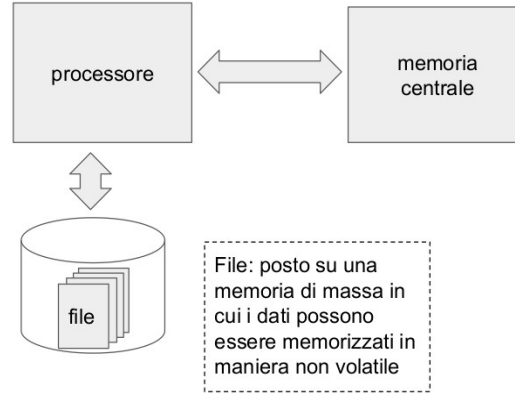 processore
memoria
centrale
file
File: posto su una
memoria di massa in
cui i dati possono
essere memorizzati in
maniera non volatile